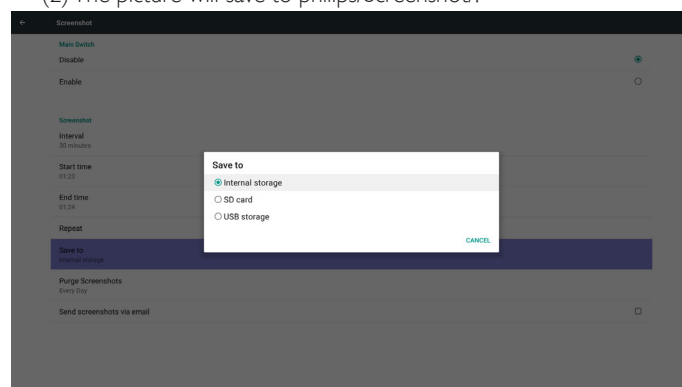 (2) The picture will save to philips/screenshot/.
Screenshot
Main Switch
Disable
Enable
Screenshot
Interval
30 minutes
Start time
01:23
End time
01:24
Repeat
Save to
Internal storage
Purge Screenshots
Every Day
Send screenshots via email
Save to
Internal storage
SD card
USB storage
CANCEL